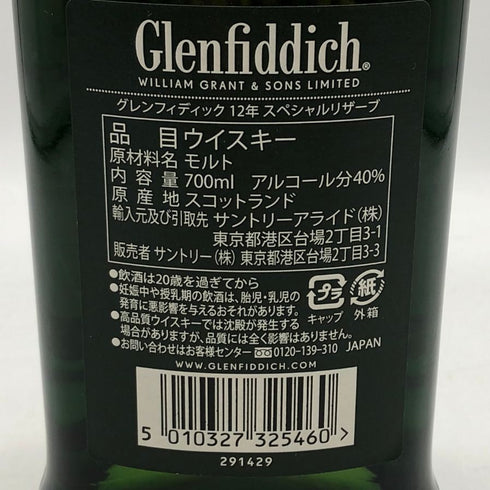 Glenfiddich®
WILLIAM GRANT & SONS LIMITED
グレンフィディック 12年 スペシャルリザーブ
品 目 ウイスキー
原材料名 モルト
内 容 量 700ml アルコール分40%
原 産 地 スコットランド
輸入元及び引取先 サントリーアライド(株)
東京都港区台場2丁目3-1
販売者 サントリー(株) 東京都港区台場2丁目3-3
●飲酒は20歳を過ぎてから
●妊娠中や授乳期の飲酒は、胎児・乳児の
発育に悪影響を与えるおそれがあります。
●高品質ウイスキーでは沈殿が発生する
場合がありますが、品質には全く影響はありません。
●お問い合わせはお客様センター 0120-139-310 JAPAN
プラ
キャップ
紙
外箱
WWW.GLENFIDDICH.COM
5 010327 325460 >
291429